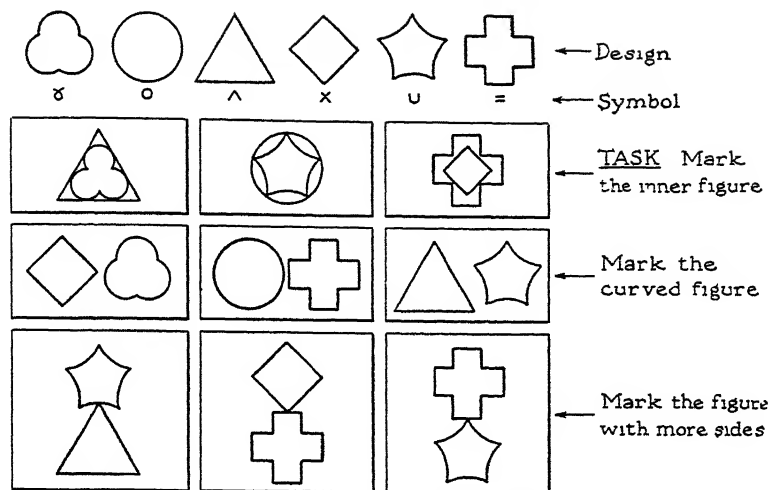 Design
ɣ o ^ x ∪ =
Symbol
TASK Mark
the inner figure
Mark the
curved figure
Mark the figure
with more sides